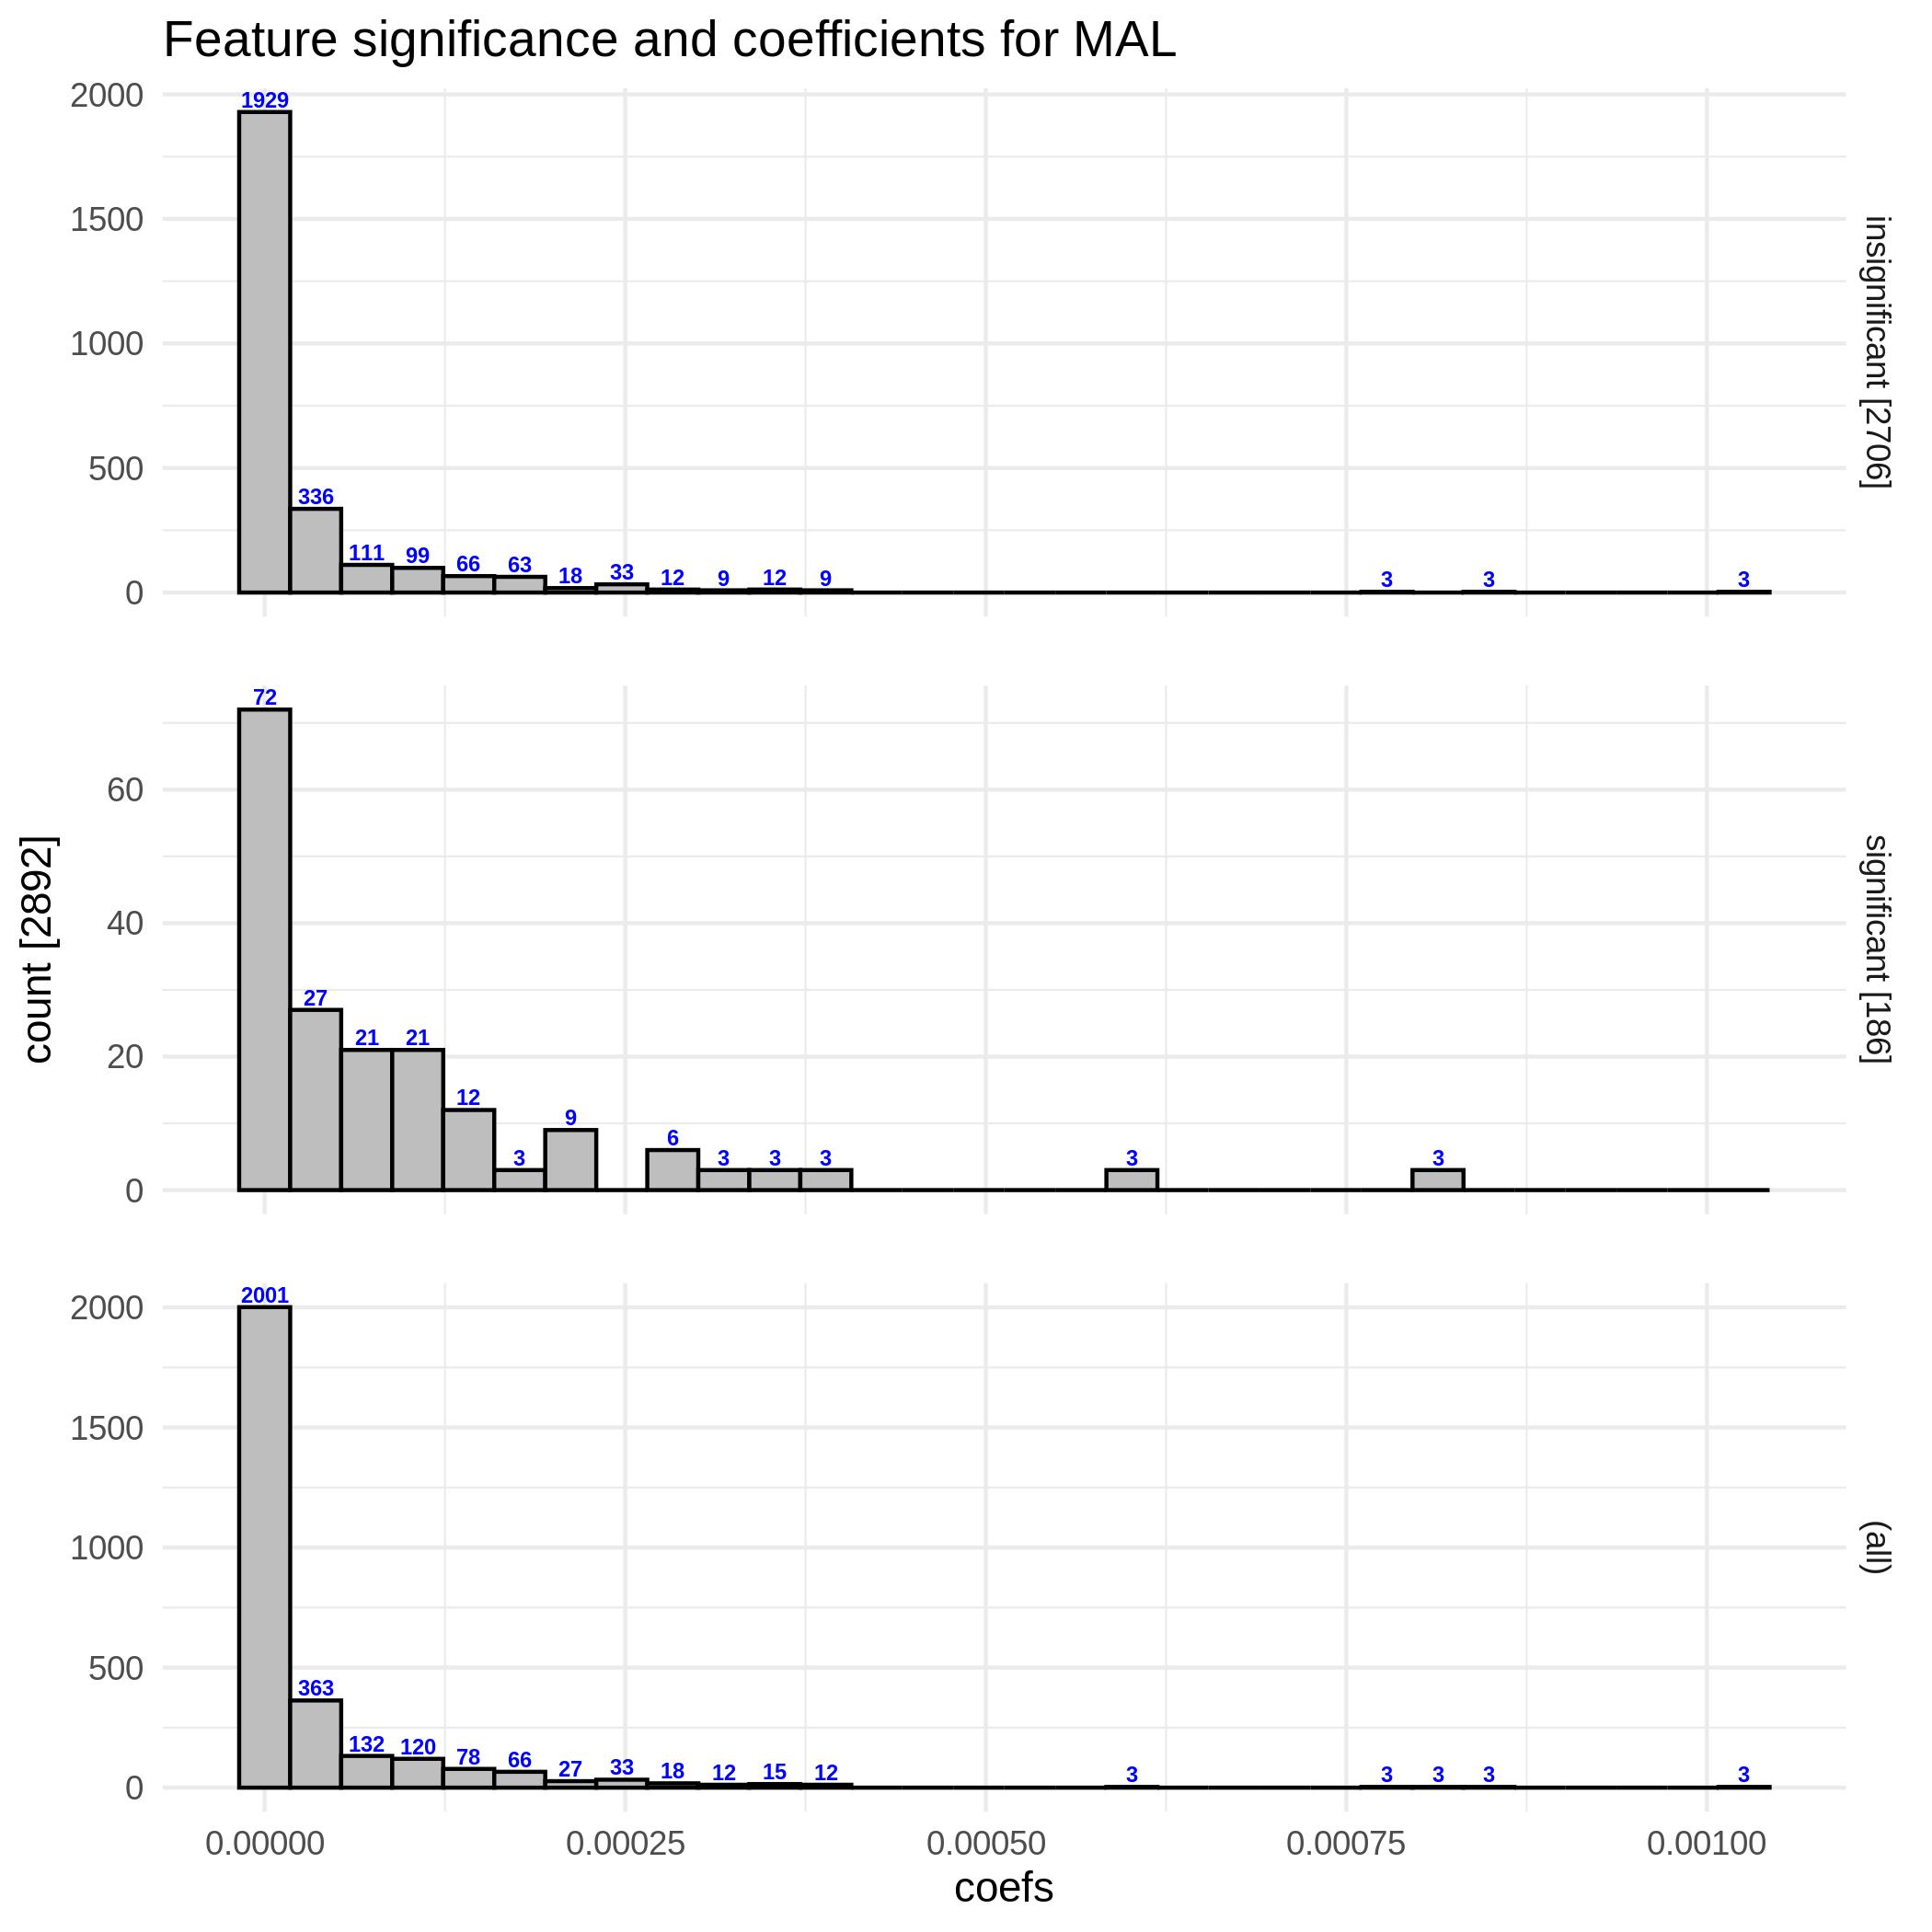 Feature significance and coefficients for MAL
2000
1500
1000
500
0
1929
336
111 99 66 63 18 33 12 9 12 9 3 3 3
insignificant [2706]
count [2892]
60
40
20
0
72
27
21 21
12
3
9
6
3 3 3 3 3
significant [186]
2000
1500
1000
500
0
2001
363
132 120 78 66 27 33 18 12 15 12 3 3 3 3 3
(all)
0.00000 0.00025 0.00050 0.00075 0.00100
coefs